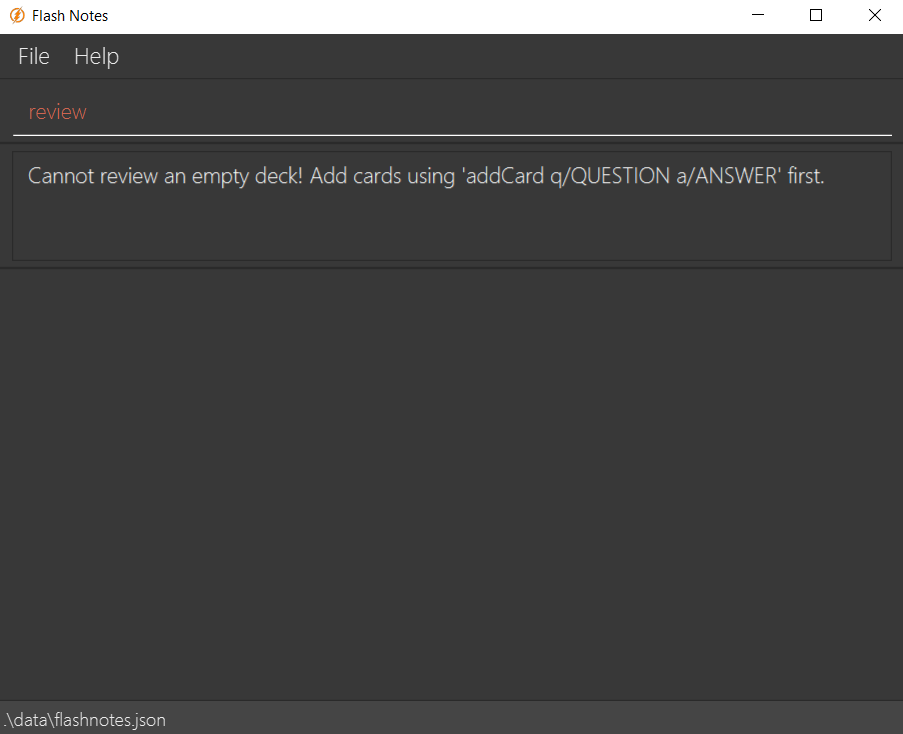 Flash Notes
File Help
review
Cannot review an empty deck! Add cards using 'addCard q/QUESTION a/ANSWER' first.
.\data\flashnotes.json